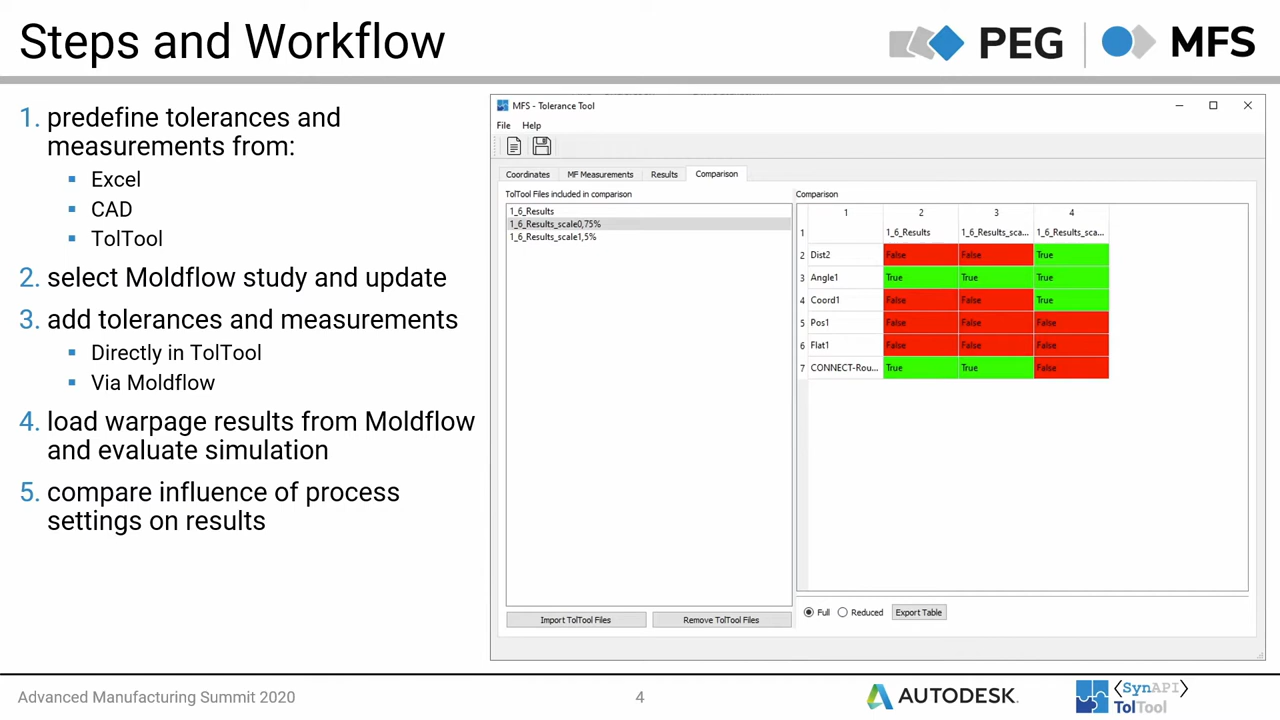 Steps and Workflow
PEG
MFS
1. predefine tolerances and
measurements from:
Excel
CAD
TolTool
2. select Moldflow study and update
3. add tolerances and measurements
Directly in TolTool
Via Moldflow
4. load warpage results from Moldflow
and evaluate simulation
5. compare influence of process
settings on results
MFS - Tolerance Tool
File Help
Coordinates MF Measurements Results Comparison
TolTool Files included in comparison
1_6_Results
1_6_Results_scale0,75%
1_6_Results_scale1,5%
Import TolTool Files Remove TolTool Files
Comparison
1 2 3 4
1 1_6_Results 1_6_Results_sca... 1_6_Results_sca...
2 Dist2 False False True
3 Angle1 True True True
4 Coord1 False False True
5 Pos1 False False False
6 Flat1 False False False
7 CONNECT-Rou... True True False
Full Reduced Export Table
Advanced Manufacturing Summit 2020
4
AUTODESK.
<SynAPI>
TolTool